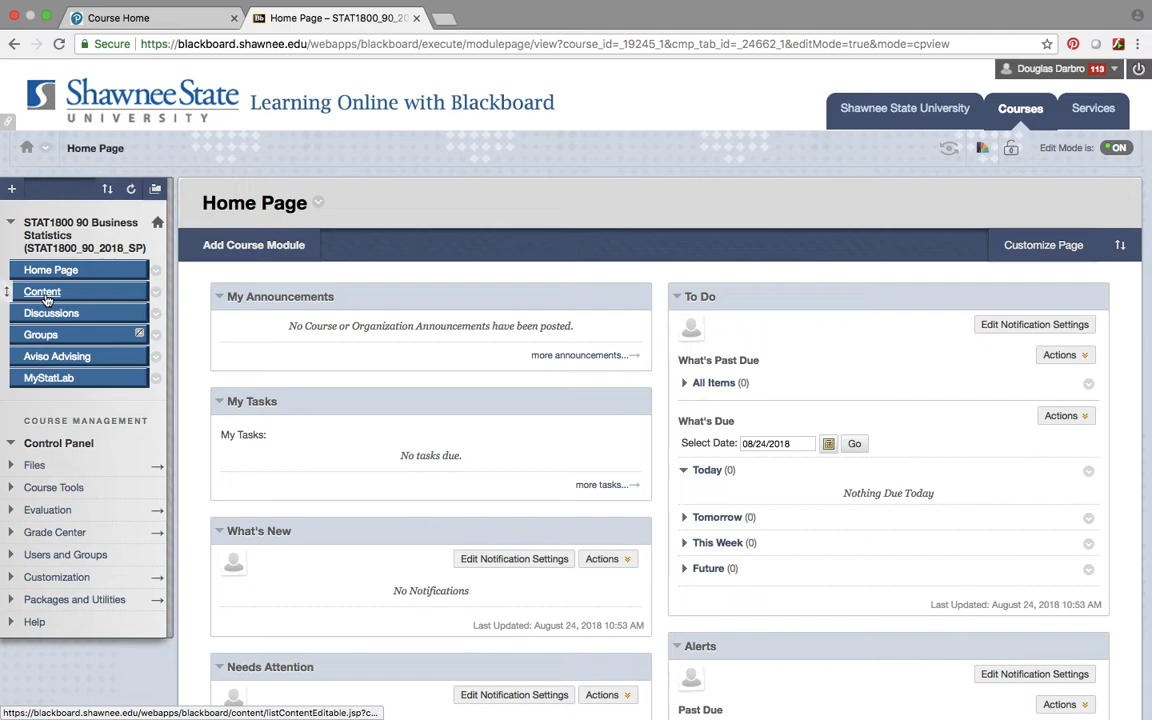 Course Home
Bb Home Page – STAT1800_90_20
Secure https://blackboard.shawnee.edu/webapps/blackboard/execute/modulepage/view?course_id=_19245_1&cmp_tab_id=_24662_1&editMode=true&mode=cpview
Douglas Darbro 113
Shawnee State
UNIVERSITY
Learning Online with Blackboard
Shawnee State University Courses Services
Home Page
Edit Mode is: ON
STAT1800 90 Business
Statistics
(STAT1800_90_2018_SP)
Home Page
Content
Discussions
Groups
Aviso Advising
MyStatLab
COURSE MANAGEMENT
Control Panel
Files
Course Tools
Evaluation
Grade Center
Users and Groups
Customization
Packages and Utilities
Help
Home Page
Add Course Module
Customize Page
My Announcements
No Course or Organization Announcements have been posted.
more announcements...
My Tasks
My Tasks:
No tasks due.
more tasks...
What's New
Edit Notification Settings Actions
No Notifications
Last Updated: August 24, 2018 10:53 AM
Needs Attention
Edit Notification Settings Actions
To Do
Edit Notification Settings
What's Past Due
Actions
All Items (0)
What's Due
Actions
Select Date: 08/24/2018 Go
Today (0)
Nothing Due Today
Tomorrow (0)
This Week (0)
Future (0)
Last Updated: August 24, 2018 10:53 AM
Alerts
Edit Notification Settings
Past Due
Actions
https://blackboard.shawnee.edu/webapps/blackboard/content/listContentEditable.jsp?c...